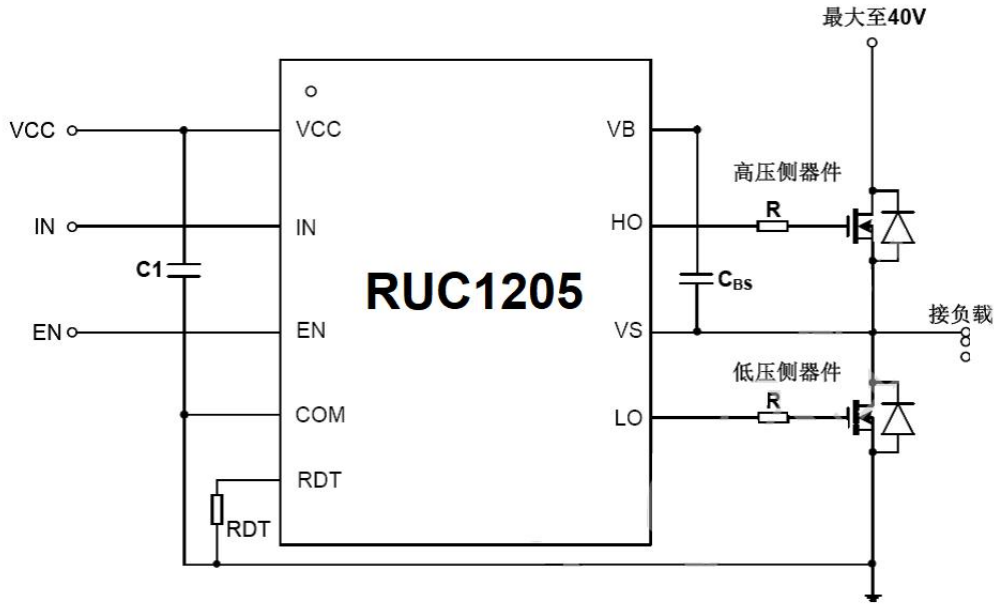 最大至40V
VCC
VCC
VB
高压侧器件
R
IN
IN
HO
C1
RUC1205
CBS
EN
EN
VS
接负载
低压侧器件
R
COM
LO
RDT
RDT